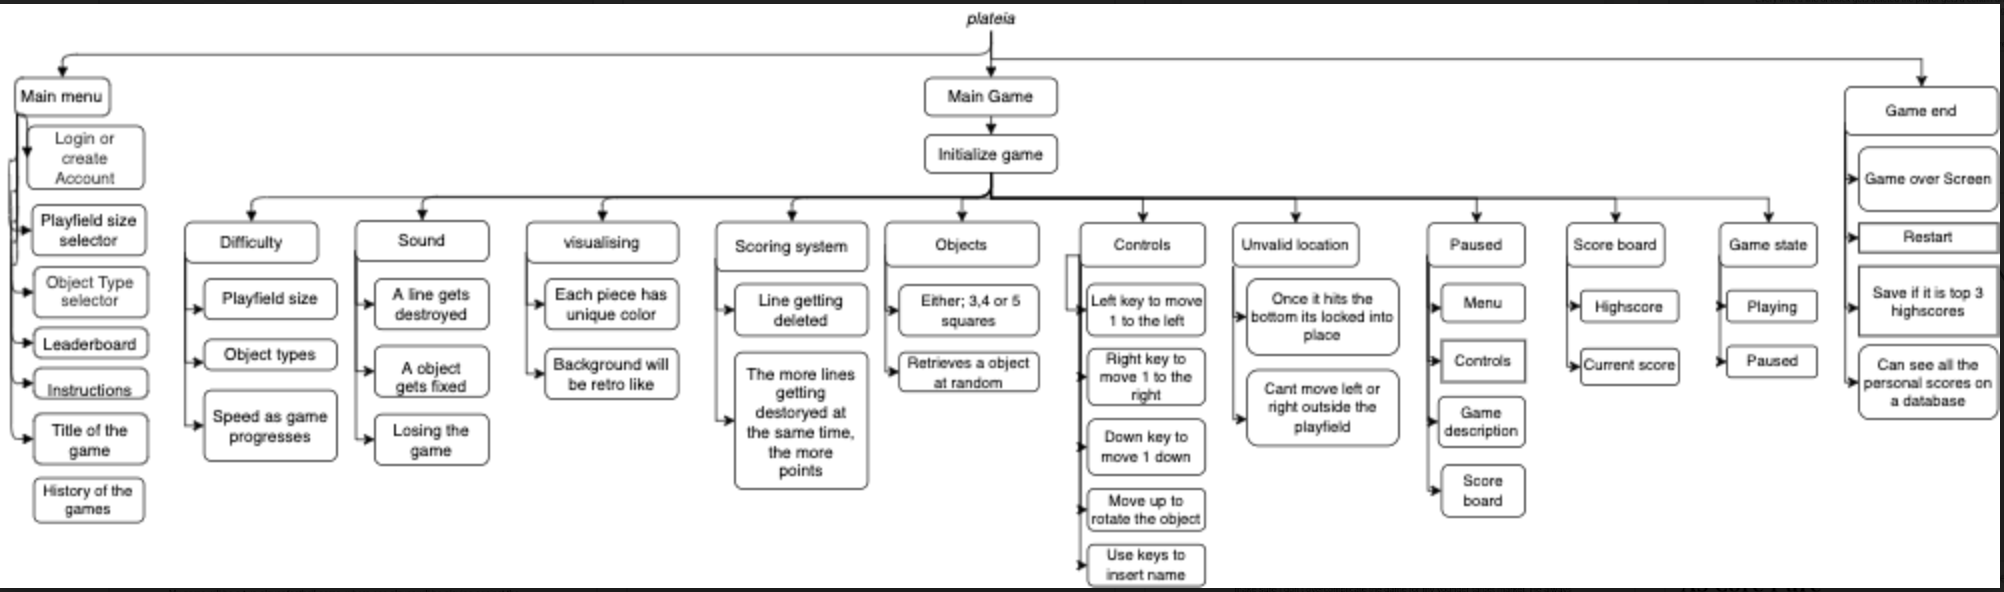 plateia
Main menu
Login or
create
Account
Playfield size
selector
Object Type
selector
Leaderboard
Instructions
Title of the
game
History of the
games
Main Game
Initialize game
Difficulty
Playfield size
Object types
Speed as game
progresses
Sound
A line gets
destroyed
A object
gets fixed
Losing the
game
visualising
Each piece has
unique color
Background will
be retro like
Scoring system
Line getting
deleted
The more lines
getting
destoryed at
the same time,
the more
points
Objects
Either; 3,4 or 5
squares
Retrieves a object
at random
Controls
Left key to move
1 to the left
Right key to
move 1 to the
right
Down key to
move 1 down
Move up to
rotate the object
Use keys to
insert name
Unvalid location
Once it hits the
bottom its locked into
place
Cant move left or
right outside the
playfield
Paused
Menu
Controls
Game
description
Score
board
Score board
Highscore
Current score
Game state
Playing
Paused
Game end
Game over Screen
Restart
Save if it is top 3
highscores
Can see all the
personal scores on
a database